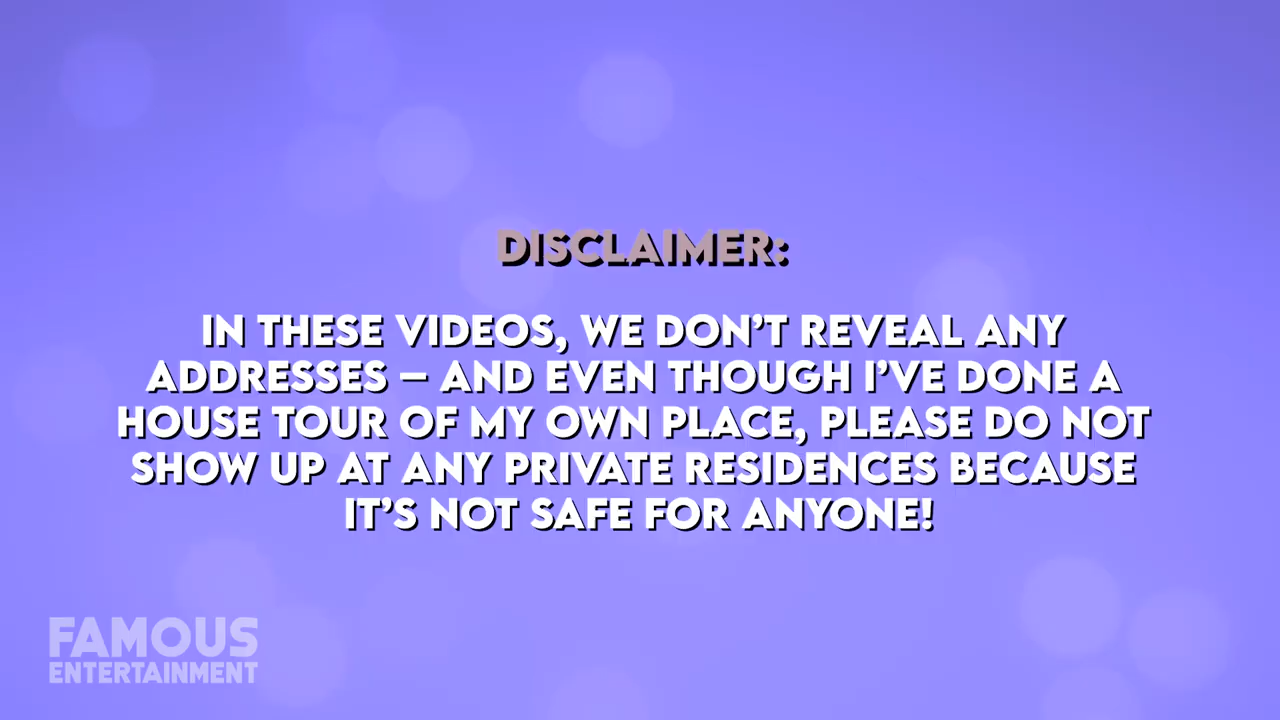 DISCLAIMER:
IN THESE VIDEOS, WE DON'T REVEAL ANY
ADDRESSES – AND EVEN THOUGH I'VE DONE A
HOUSE TOUR OF MY OWN PLACE, PLEASE DO NOT
SHOW UP AT ANY PRIVATE RESIDENCES BECAUSE
IT'S NOT SAFE FOR ANYONE!
FAMOUS
ENTERTAINMENT